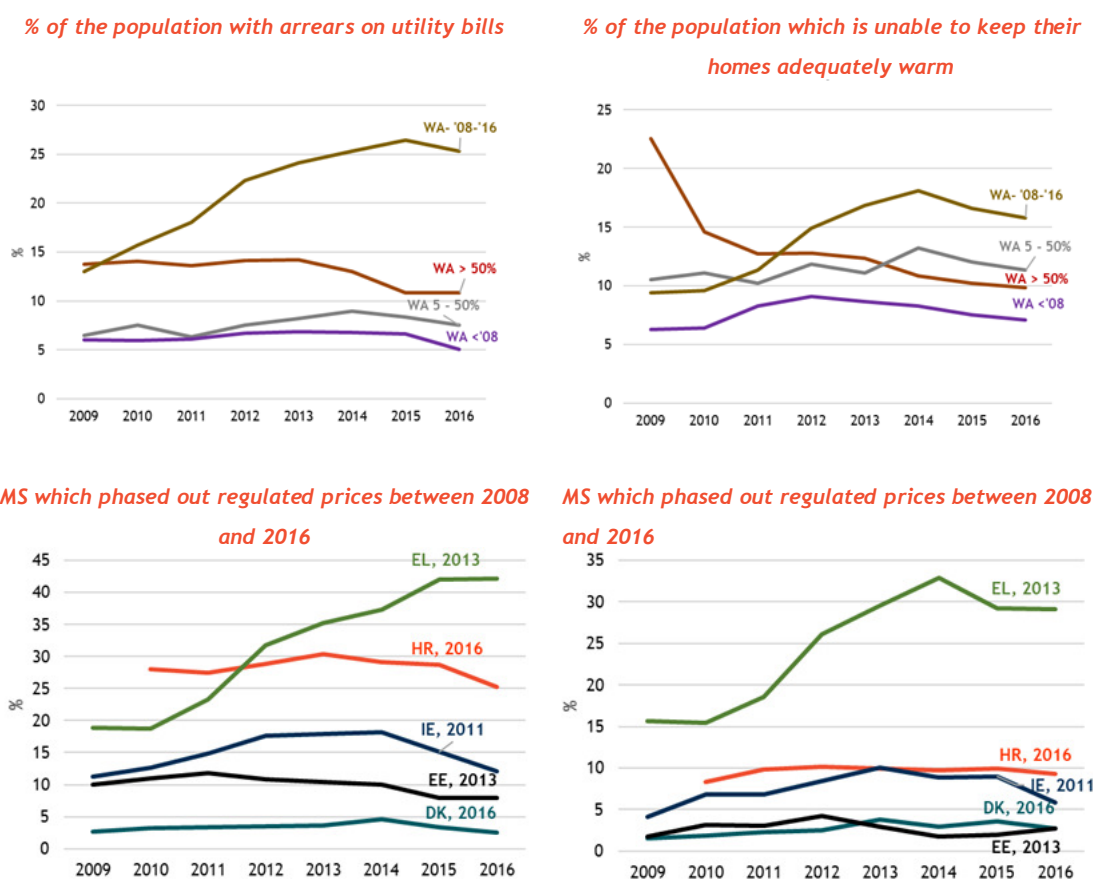 % of the population with arrears on utility bills
30
25
20
15
10
5
0
%
WA- '08-'16
WA > 50%
WA 5 - 50%
WA <'08
2009 2010 2011 2012 2013 2014 2015 2016
% of the population which is unable to keep their
homes adequately warm
25
20
15
10
5
0
%
WA- '08-'16
WA 5 - 50%
WA > 50%
WA <'08
2009 2010 2011 2012 2013 2014 2015 2016
MS which phased out regulated prices between 2008
and 2016
45
40
35
30
25
20
15
10
5
0
%
EL, 2013
HR, 2016
IE, 2011
EE, 2013
DK, 2016
2009 2010 2011 2012 2013 2014 2015 2016
MS which phased out regulated prices between 2008
and 2016
35
30
25
20
15
10
5
0
%
EL, 2013
HR, 2016
IE, 2011
DK, 2016
EE, 2013
2009 2010 2011 2012 2013 2014 2015 2016